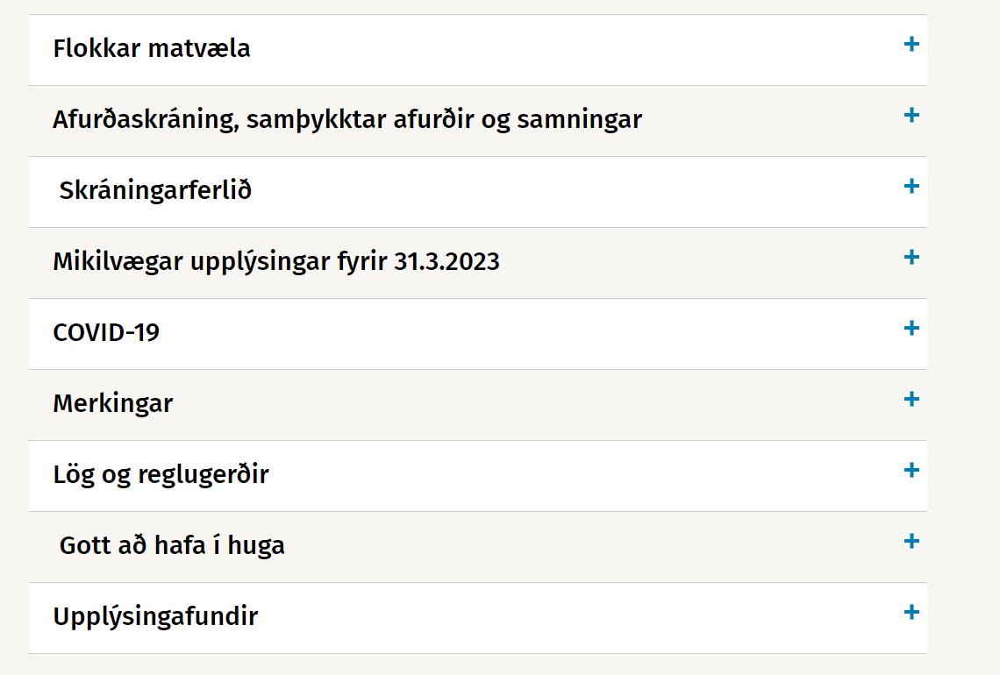 Flokkar matvæla
Afurðaskráning, samþykktar afurðir og samningar
Skráningarferlið
Mikilvægar upplýsingar fyrir 31.3.2023
COVID-19
Merkingar
Lög og reglugerðir
Gott að hafa í huga
Upplýsingafundir